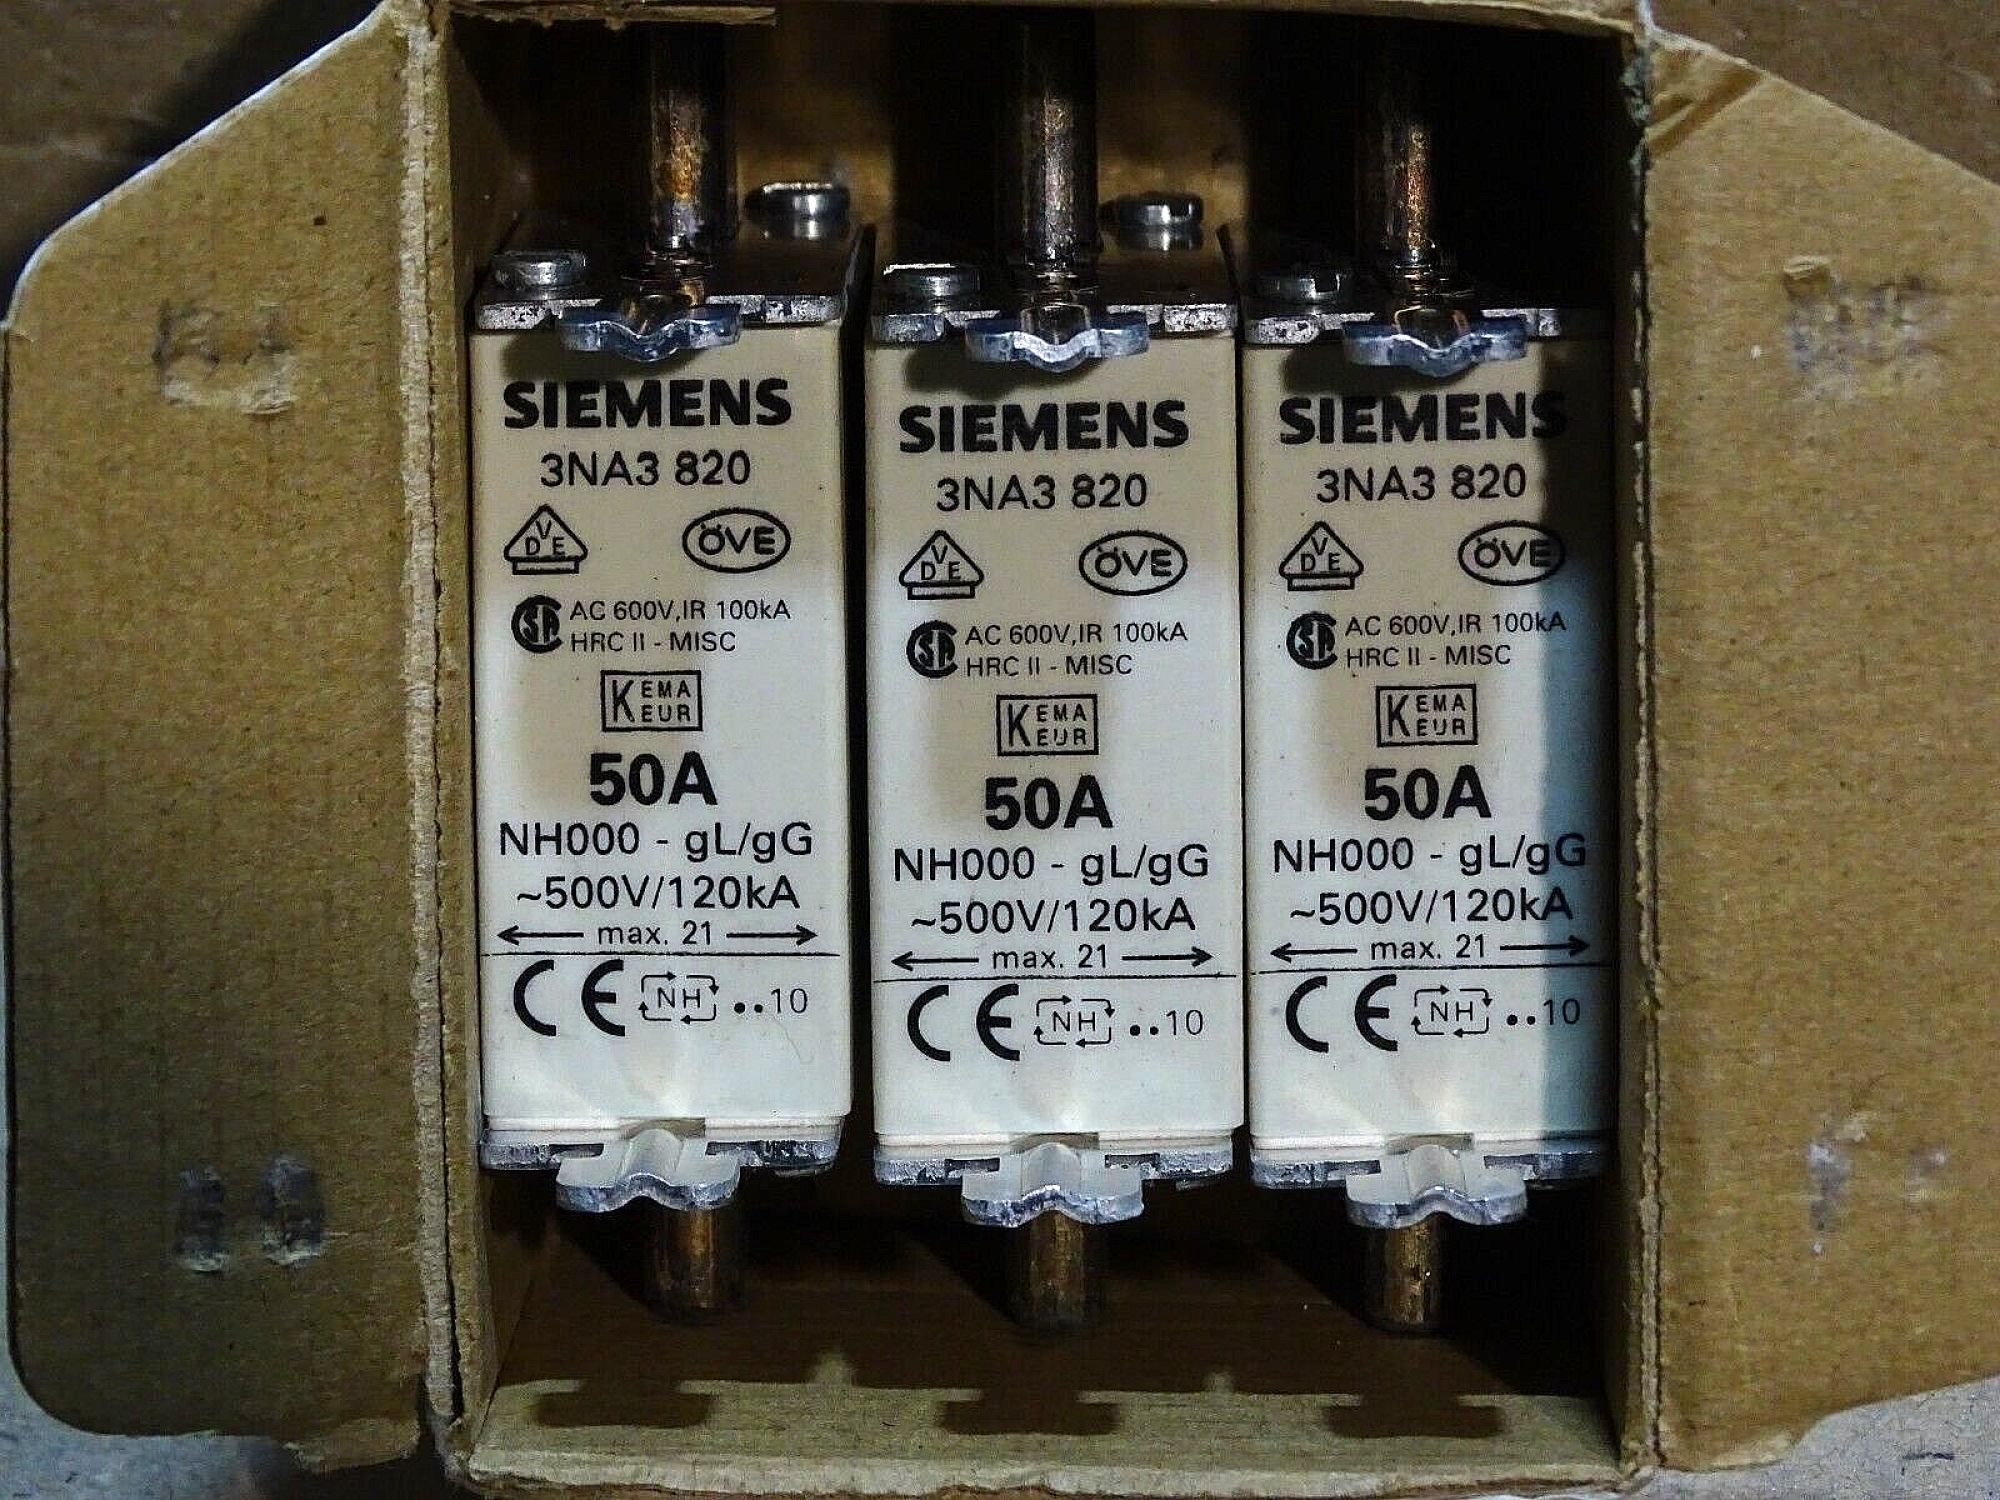 SIEMENS
3NA3 820
VDE ÖVE
SA AC 600V,IR 100kA
HRC II - MISC
KEMA
EUR
50A
NH000 - gL/gG
~500V/120kA
max. 21
CE NH ..10
SIEMENS
3NA3 820
VDE ÖVE
SA AC 600V,IR 100kA
HRC II - MISC
KEMA
EUR
50A
NH000 - gL/gG
~500V/120kA
max. 21
CE NH ..10
SIEMENS
3NA3 820
VDE ÖVE
SA AC 600V,IR 100kA
HRC II - MISC
KEMA
EUR
50A
NH000 - gL/gG
~500V/120kA
max. 21
CE NH ..10